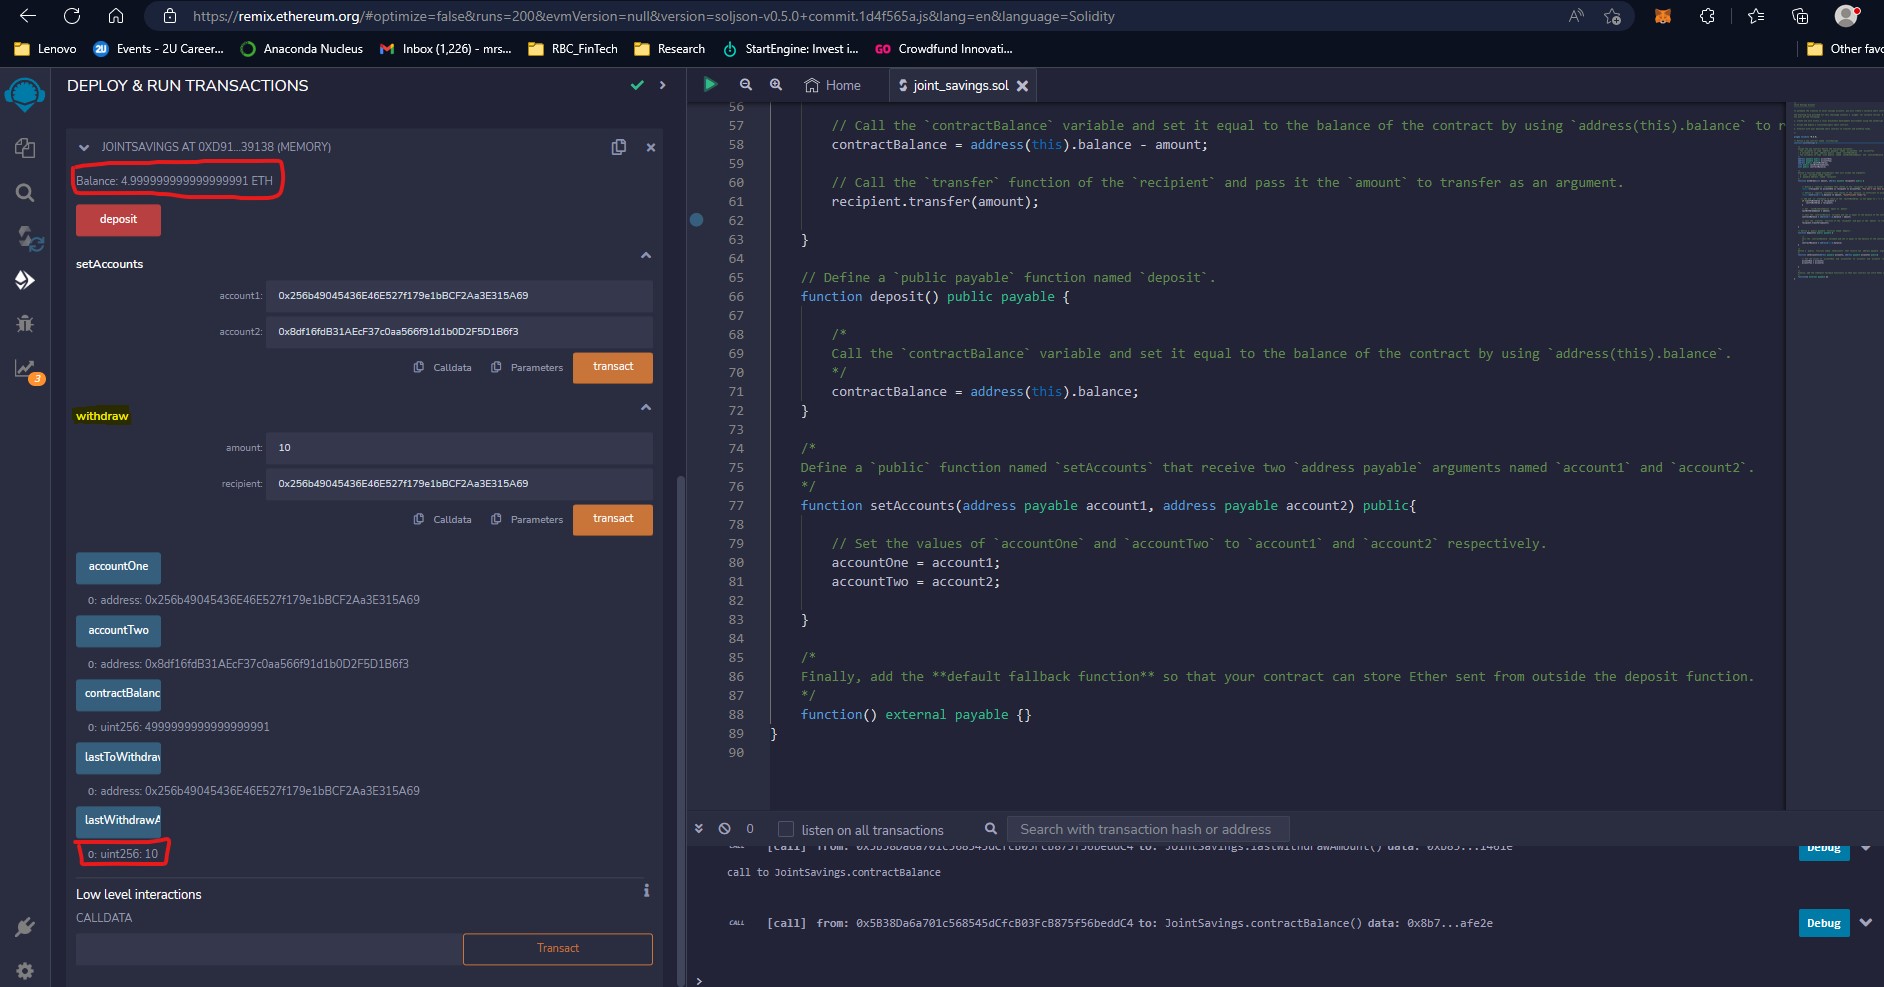 https://remix.ethereum.org/#optimize=false&runs=200&evmVersion=null&version=soljson-v0.5.0+commit.1d4f565a.js&lang=en&language=Solidity
Lenovo
Events - 2U Career...
Anaconda Nucleus
Inbox (1,226) - mrs...
RBC_FinTech
Research
StartEngine: Invest i...
Crowdfund Innovati...
Other favo
DEPLOY & RUN TRANSACTIONS
JOINTSAVINGS AT 0XD91...39138 (MEMORY)
Balance: 4.999999999999999991 ETH
deposit
setAccounts
account1: 0x256b49045436E46E527f179e1bBCF2Aa3E315A69
account2: 0x8df16fdB31AEcF37c0aa566f91d1b0D2F5D1B6f3
Calldata Parameters transact
withdraw
amount: 10
recipient: 0x256b49045436E46E527f179e1bBCF2Aa3E315A69
Calldata Parameters transact
accountOne
0: address: 0x256b49045436E46E527f179e1bBCF2Aa3E315A69
accountTwo
0: address: 0x8df16fdB31AEcF37c0aa566f91d1b0D2F5D1B6f3
contractBalanc
0: uint256: 4999999999999999991
lastToWithdrav
0: address: 0x256b49045436E46E527f179e1bBCF2Aa3E315A69
lastWithdrawA
0: uint256: 10
Low level interactions
CALLDATA
Transact
3
Home
joint_savings.sol
56
57 // Call the `contractBalance` variable and set it equal to the balance of the contract by using `address(this).balance` to r
58 contractBalance = address(this).balance - amount;
59
60 // Call the `transfer` function of the `recipient` and pass it the `amount` to transfer as an argument.
61 recipient.transfer(amount);
62
63 }
64
65 // Define a `public payable` function named `deposit`.
66 function deposit() public payable {
67
68 /*
69 Call the `contractBalance` variable and set it equal to the balance of the contract by using `address(this).balance`.
70 */
71 contractBalance = address(this).balance;
72 }
73
74 /*
75 Define a `public` function named `setAccounts` that receive two `address payable` arguments named `account1` and `account2`.
76 */
77 function setAccounts(address payable account1, address payable account2) public{
78
79 // Set the values of `accountOne` and `accountTwo` to `account1` and `account2` respectively.
80 accountOne = account1;
81 accountTwo = account2;
82
83 }
84
85 /*
86 Finally, add the **default fallback function** so that your contract can store Ether sent from outside the deposit function.
87 */
88 function() external payable {}
89 }
90
0
listen on all transactions
Search with transaction hash or address
CALL [call] from: 0x5B38Da6a701c568545dCfcB03FcB875f56beddC4 to: JointSavings.lastWithdrawAmount() data: 0xb85...1461e Debug
call to JointSavings.contractBalance
CALL [call] from: 0x5B38Da6a701c568545dCfcB03FcB875f56beddC4 to: JointSavings.contractBalance() data: 0x8b7...afe2e Debug
>